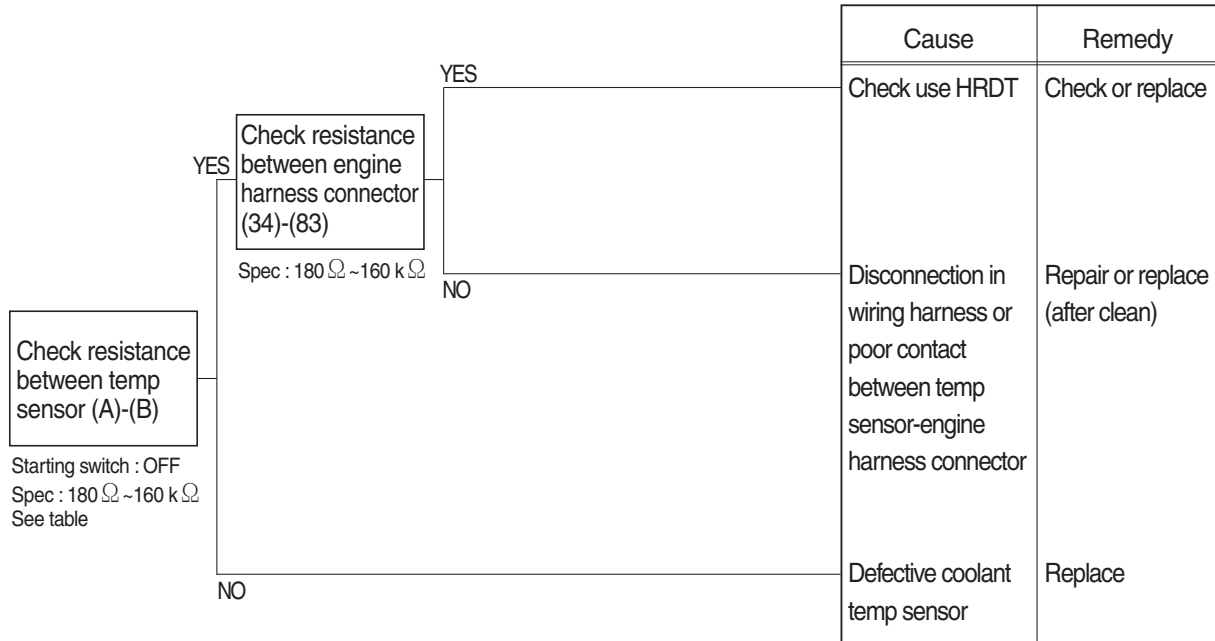 Cause
Remedy
YES
Check use HRDT
Check or replace
Check resistance
between engine
harness connector
(34)-(83)
YES
Spec : 180 Ω ~160 k Ω
NO
Disconnection in
wiring harness or
poor contact
between temp
sensor-engine
harness connector
Repair or replace
(after clean)
Check resistance
between temp
sensor (A)-(B)
Starting switch : OFF
Spec : 180 Ω ~160 k Ω
See table
NO
Defective coolant
temp sensor
Replace